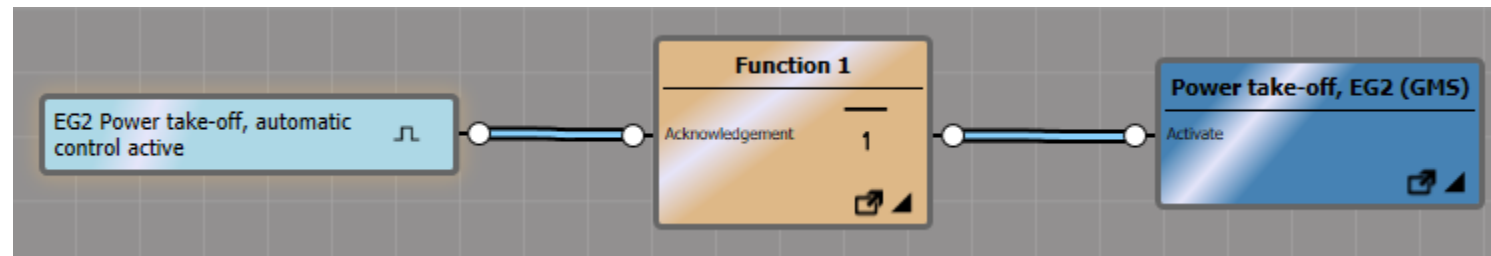 EG2 Power take-off, automatic
control active
Function 1
Acknowledgement
1
Power take-off, EG2 (GMS)
Activate